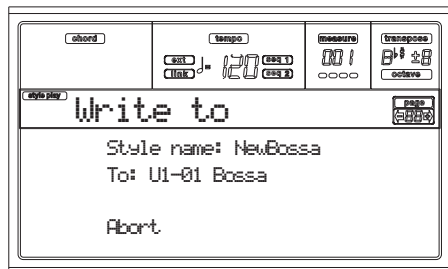 chord
tempo
measure
transpose
ext
link
♩= 120
seq 1
seq 2
001
octave
style play
Write to
page
Style name: NewBossa
To: U1-01 Bossa
Abort